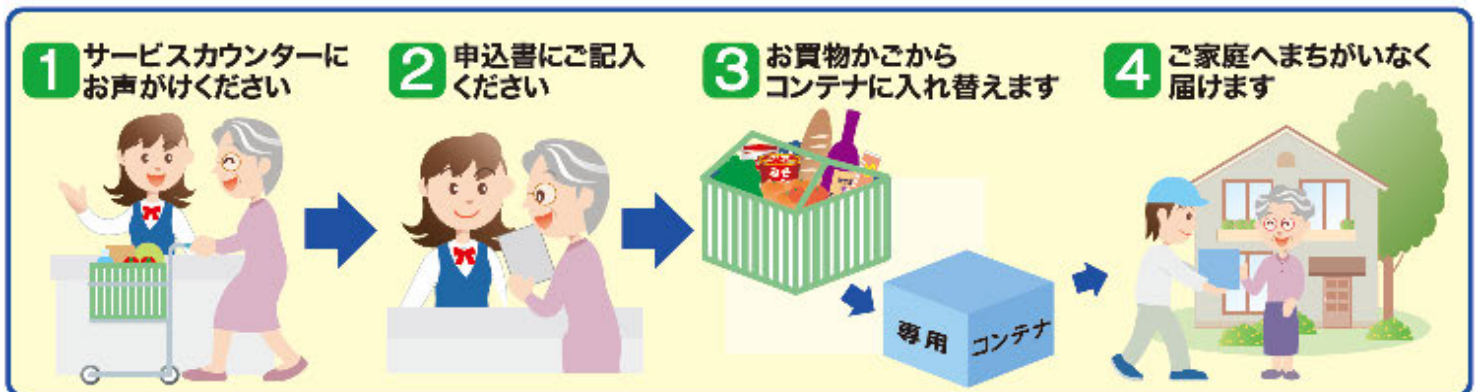 1 サービスカウンターに
お声がけください
2 申込書にご記入
ください
3 お買物かごから
コンテナに入れ替えます
4 ご家庭へまちがいなく
届けます
みそ
専用 コンテナ